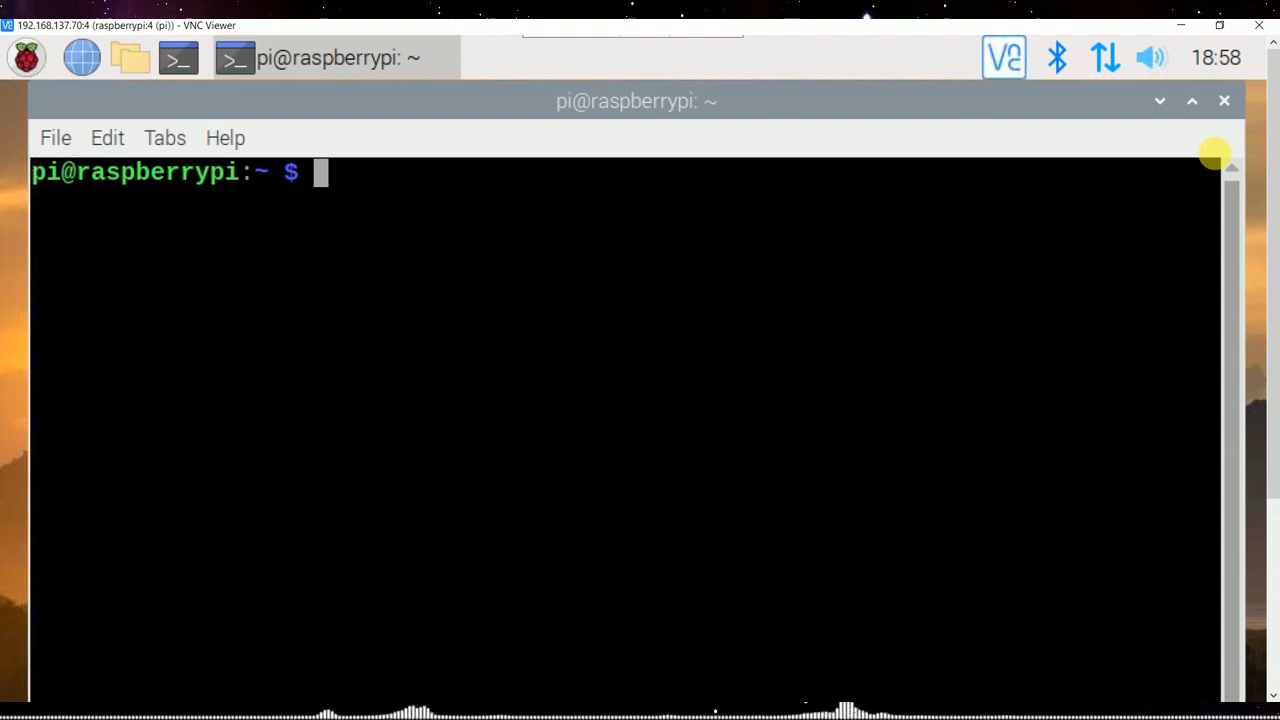 192.168.137.70:4 (raspberrypi:4 (pi)) - VNC Viewer
>_ >_ pi@raspberrypi: ~ 18:58
pi@raspberrypi: ~
File Edit Tabs Help
pi@raspberrypi:~ $